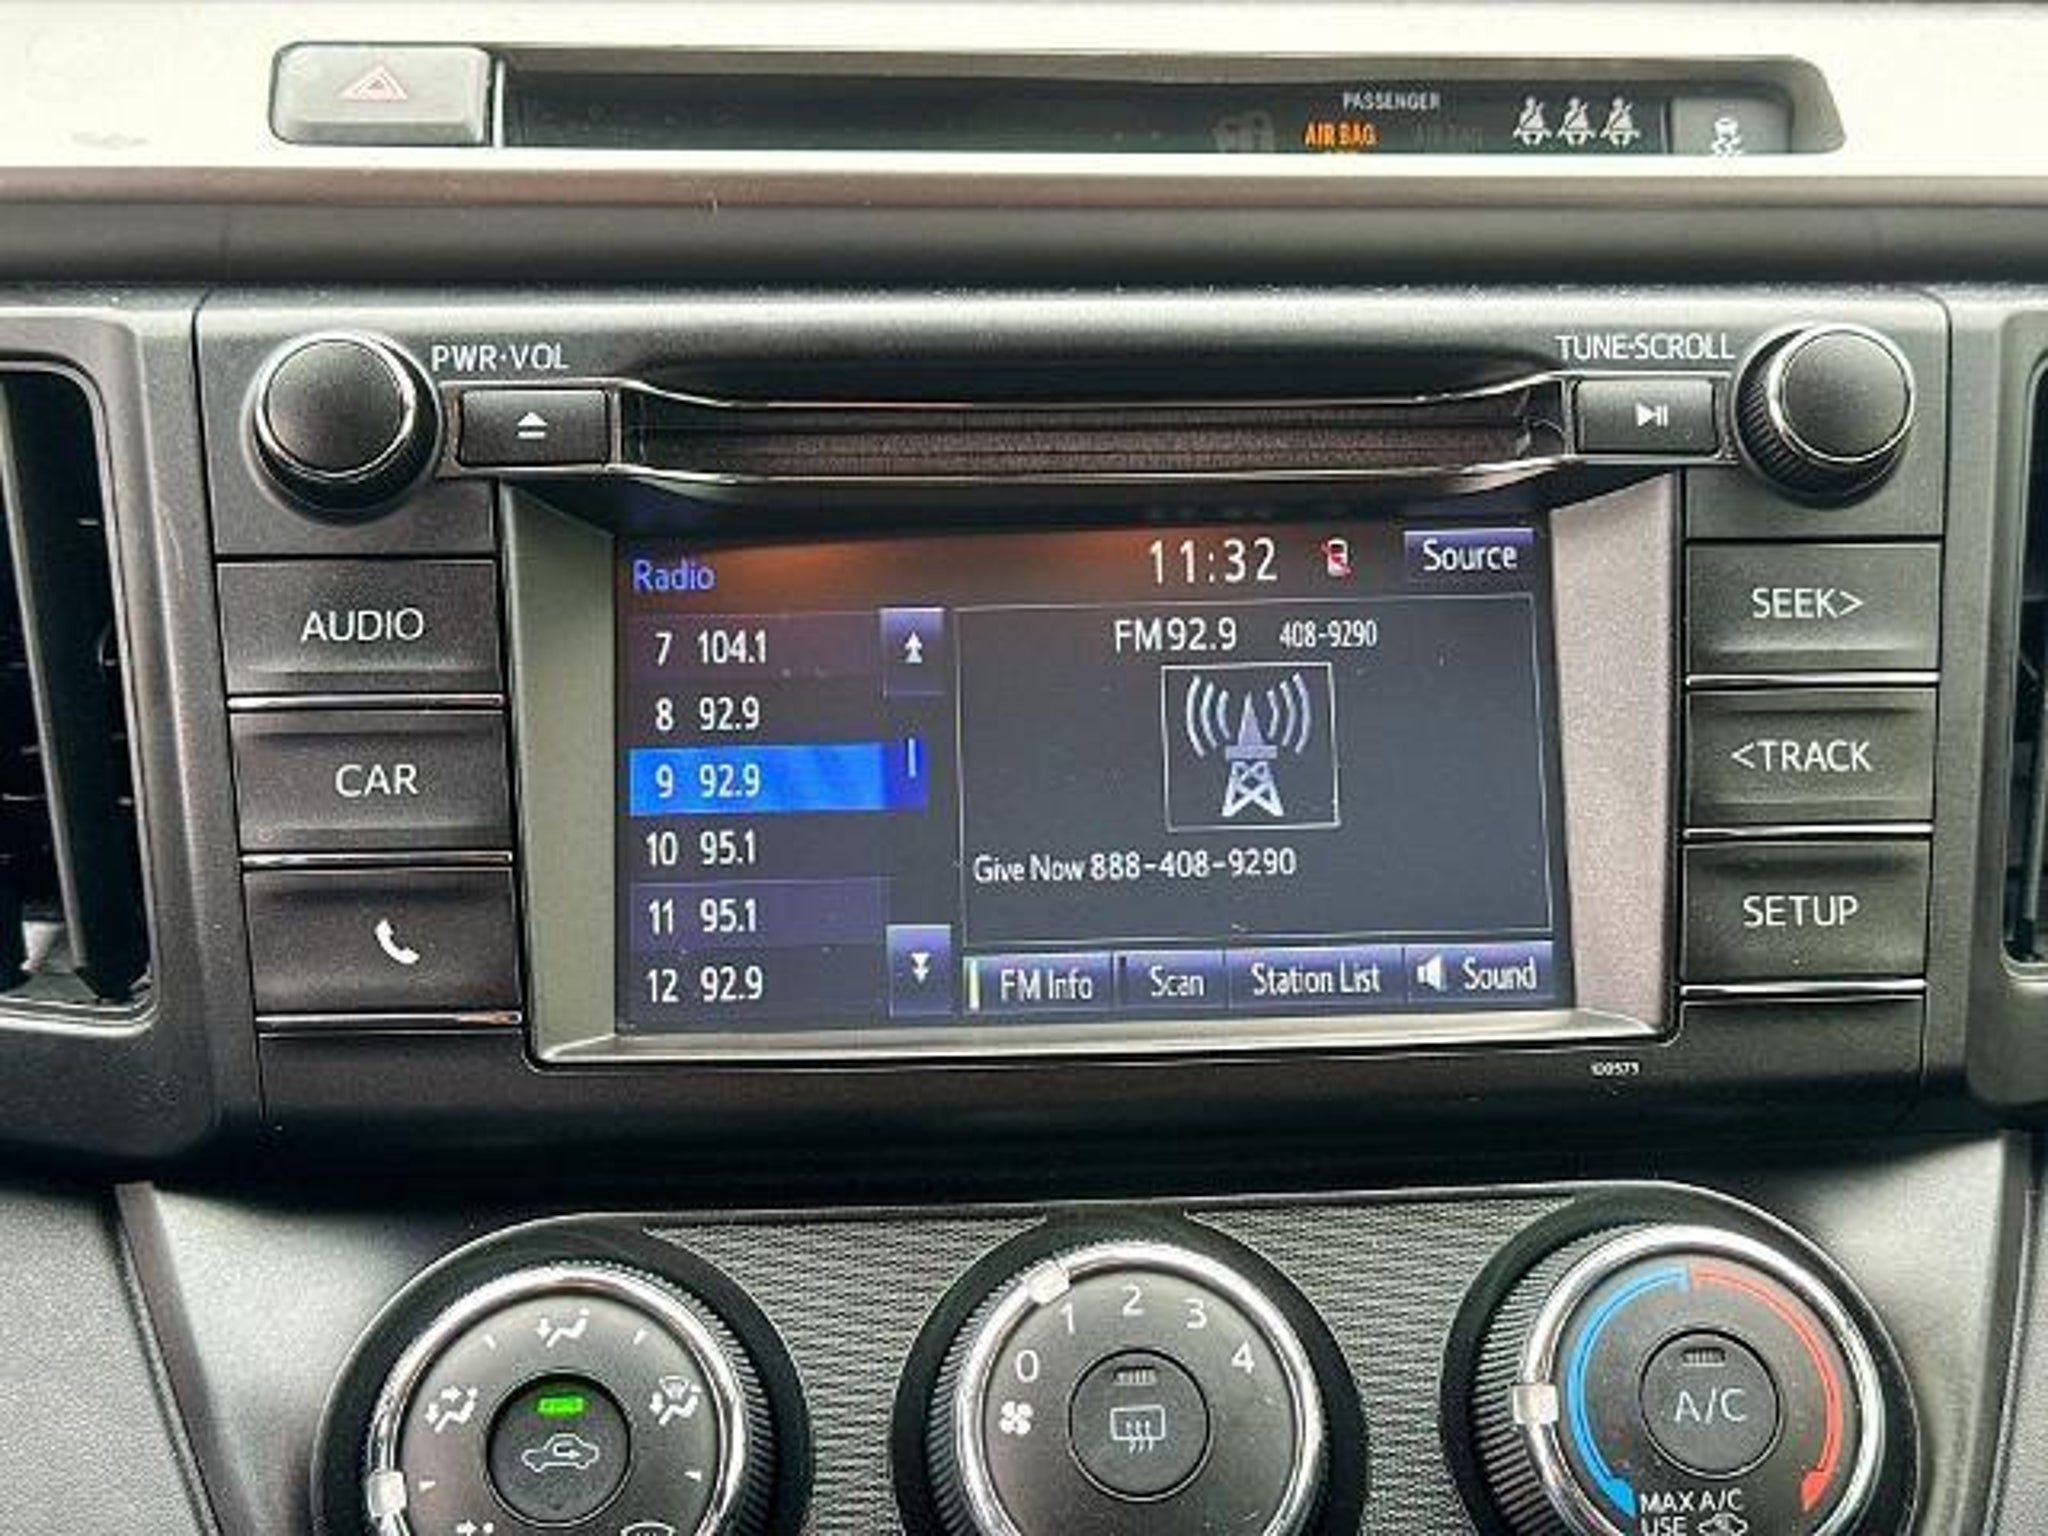 PASSENGER
AIR BAG
PWR·VOL
TUNE·SCROLL
Radio
11:32
Source
7 104.1
8 92.9
9 92.9
10 95.1
11 95.1
12 92.9
FM92.9 408-9290
Give Now 888-408-9290
FM Info
Scan
Station List
Sound
AUDIO
CAR
SEEK>
<TRACK
SETUP
100573
0 1 2 3 4
A/C
MAX A/C
USE